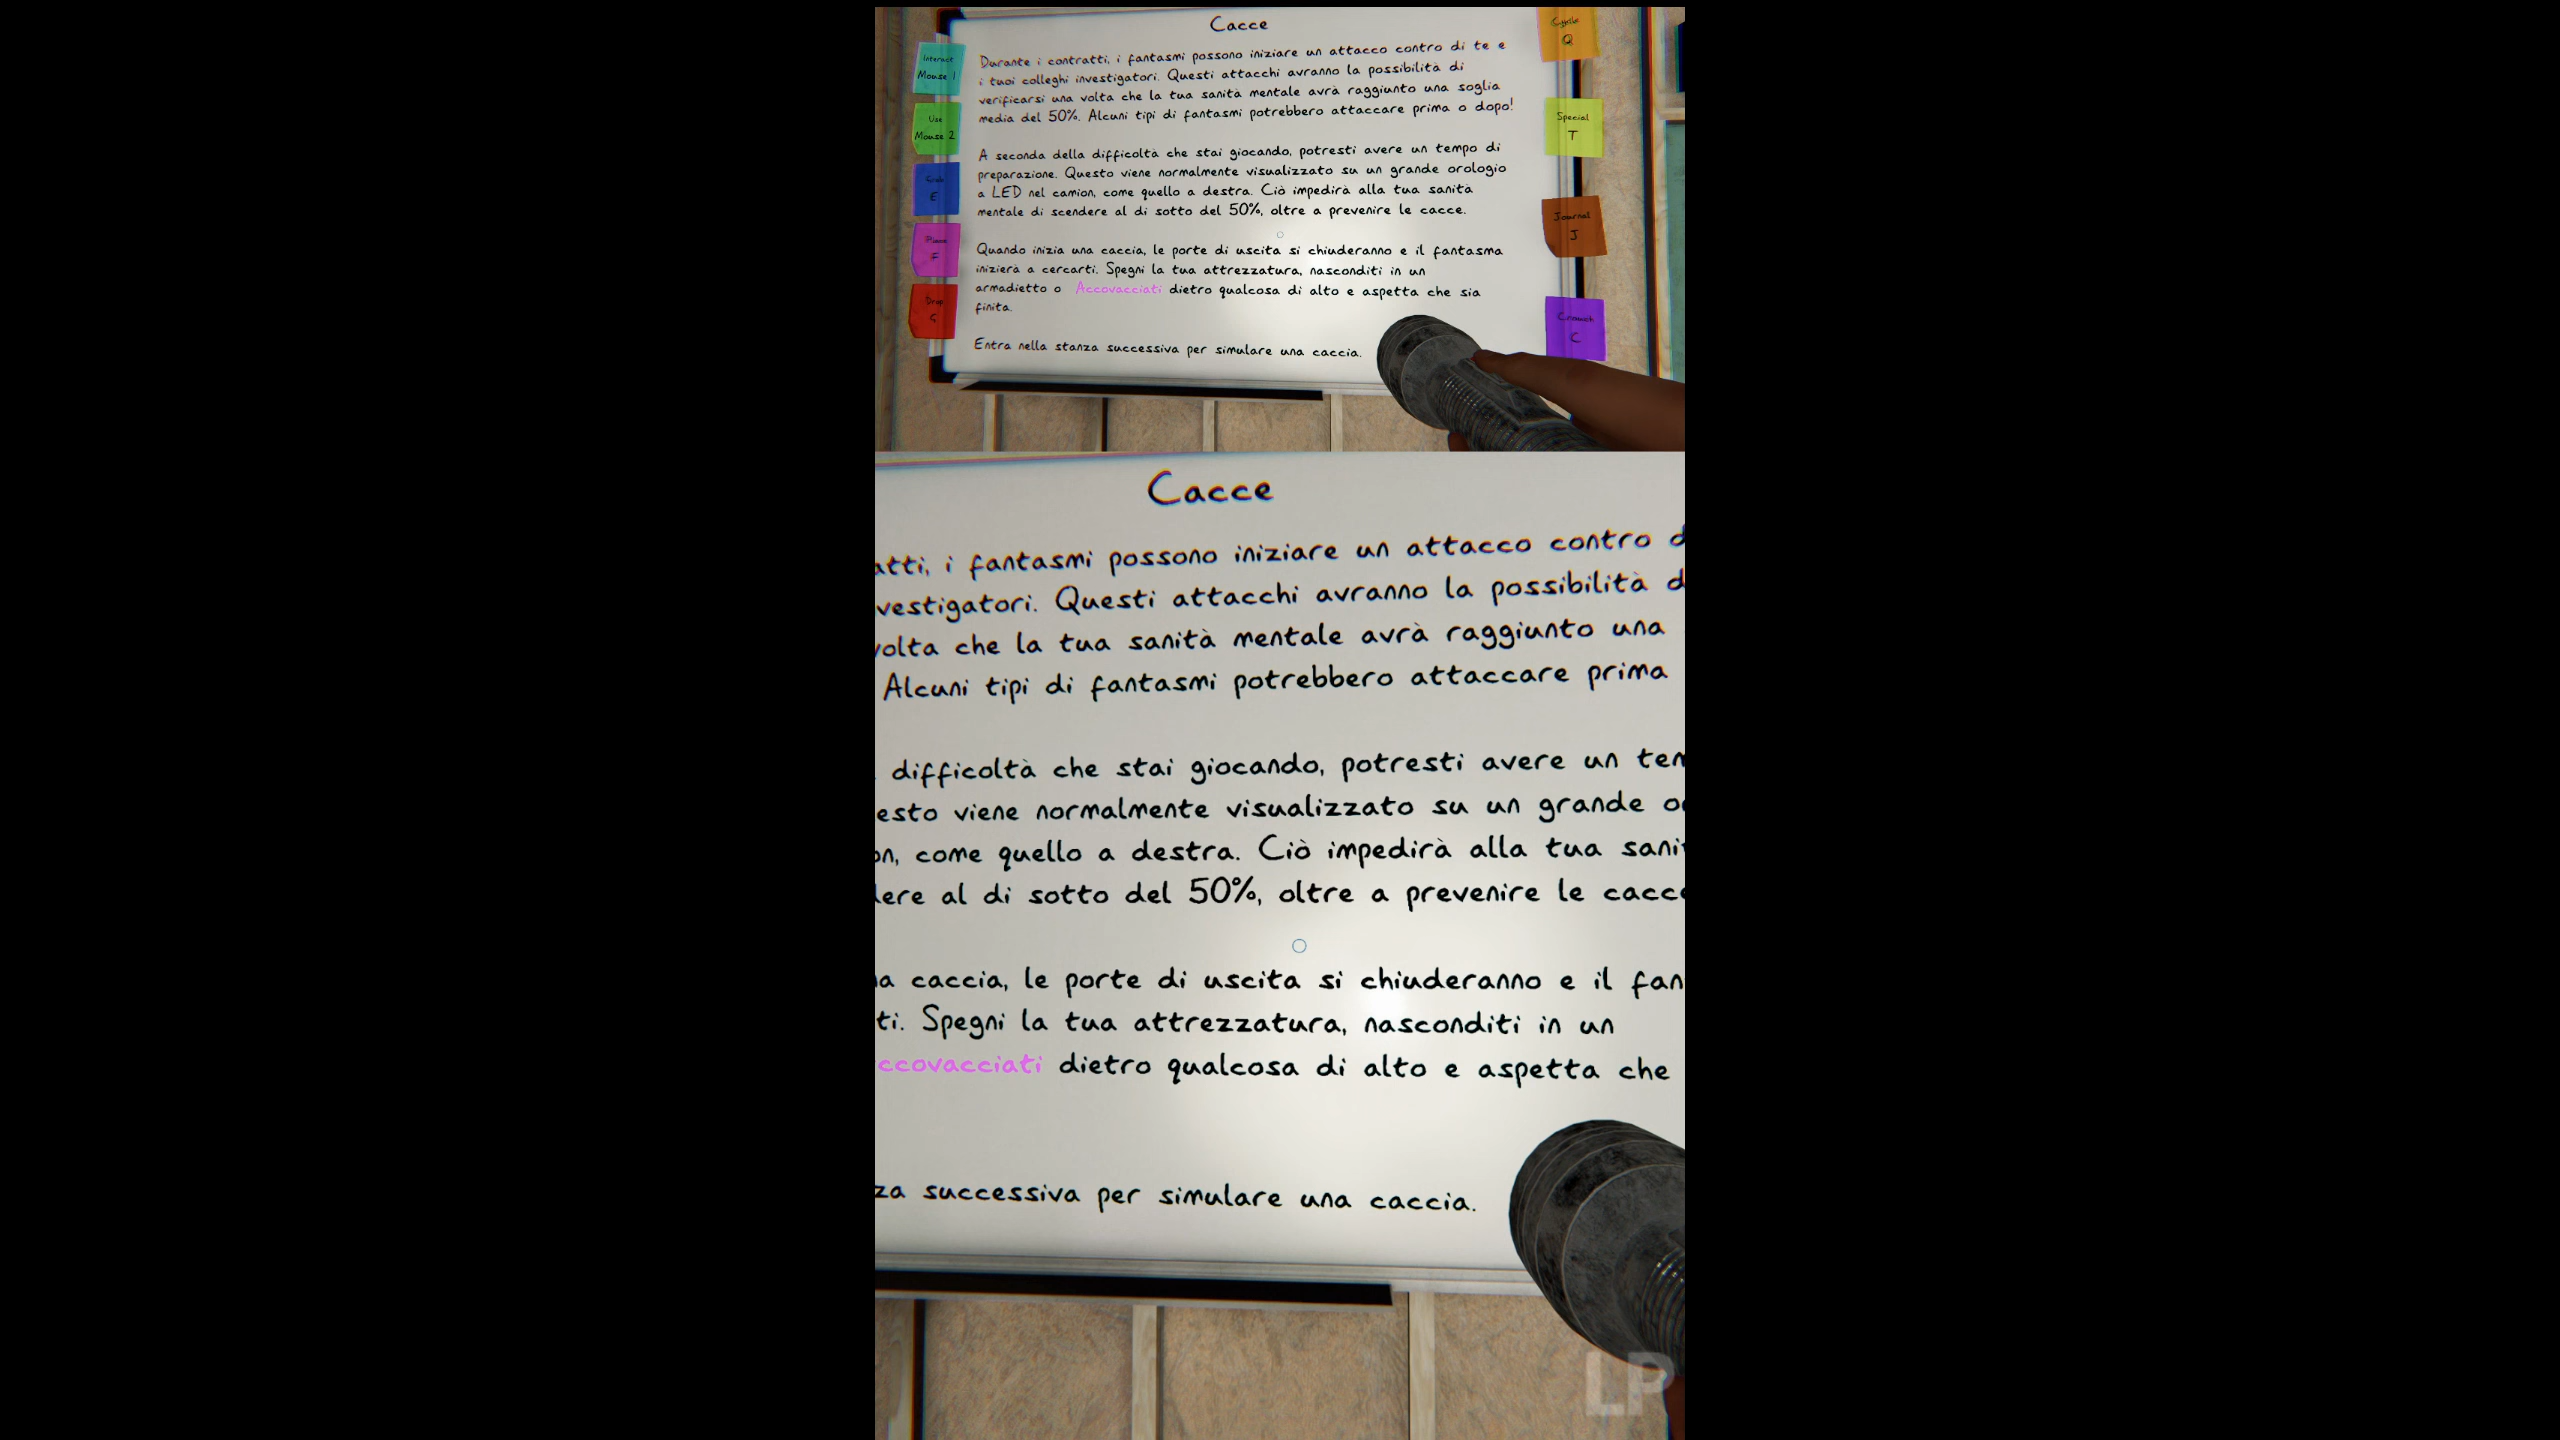 Cacce
Durante i contratti, i fantasmi possono iniziare un attacco contro di te e
i tuoi colleghi investigatori. Questi attacchi avranno la possibilità di
verificarsi una volta che la tua sanità mentale avrà raggiunto una soglia
media del 50%. Alcuni tipi di fantasmi potrebbero attaccare prima o dopo!
A seconda della difficoltà che stai giocando, potresti avere un tempo di
preparazione. Questo viene normalmente visualizzato su un grande orologio
a LED nel camion, come quello a destra. Ciò impedirà alla tua sanità
mentale di scendere al di sotto del 50%, oltre a prevenire le cacce.
Quando inizia una caccia, le porte di uscita si chiuderanno e il fantasma
inizierà a cercarti. Spegni la tua attrezzatura, nasconditi in un
armadietto o Accovacciati dietro qualcosa di alto e aspetta che sia
finita.
Entra nella stanza successiva per simulare una caccia.
Interact
Mouse 1
Use
Mouse 2
Grab
E
Place
F
Drop
G
Q
Special
T
Journal
J
Crouch
C
Cacce
atti, i fantasmi possono iniziare un attacco contro d
vestigatori. Questi attacchi avranno la possibilità d
volta che la tua sanità mentale avrà raggiunto una
Alcuni tipi di fantasmi potrebbero attaccare prima
difficoltà che stai giocando, potresti avere un tem
esto viene normalmente visualizzato su un grande o
on, come quello a destra. Ciò impedirà alla tua sani
dere al di sotto del 50%, oltre a prevenire le cacce
na caccia, le porte di uscita si chiuderanno e il fan
ti. Spegni la tua attrezzatura, nasconditi in un
ccovacciati dietro qualcosa di alto e aspetta che
za successiva per simulare una caccia.
LP